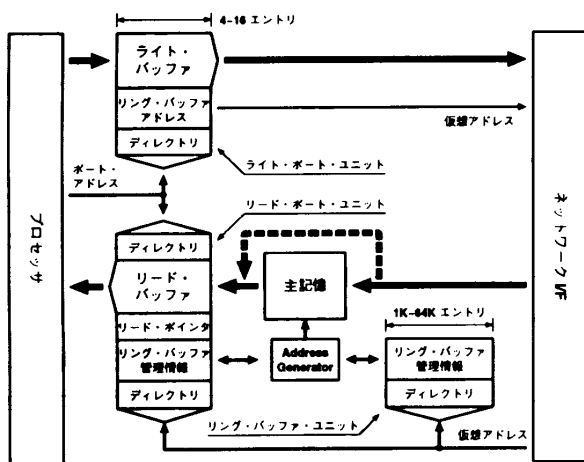 4-16 エントリ
ライト・
バッファ
リング・バッファ
アドレス
ディレクトリ
仮想アドレス
ライト・ポート・ユニット
ポート・
アドレス
リード・ポート・ユニット
プロセッサ
ネットワーク I/F
ディレクトリ
リード・
バッファ
主記憶
1K-64K エントリ
リード・ポインタ
リング・バッファ
管理情報
Address
Generator
リング・バッファ
管理情報
ディレクトリ
ディレクトリ
リング・バッファ・ユニット
仮想アドレス